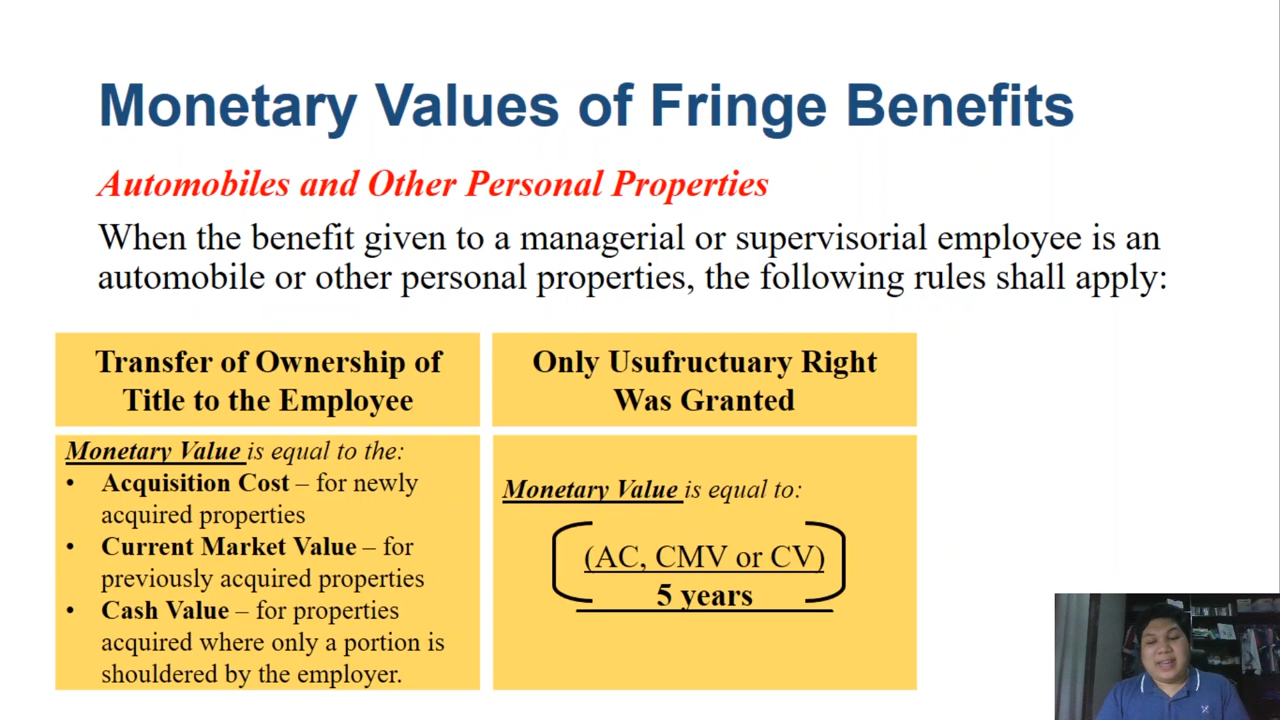 Monetary Values of Fringe Benefits
Automobiles and Other Personal Properties
When the benefit given to a managerial or supervisorial employee is an
automobile or other personal properties, the following rules shall apply:
Transfer of Ownership of
Title to the Employee
Monetary Value is equal to the:
• Acquisition Cost – for newly
acquired properties
• Current Market Value – for
previously acquired properties
• Cash Value – for properties
acquired where only a portion is
shouldered by the employer.
Only Usufructuary Right
Was Granted
Monetary Value is equal to:
(AC, CMV or CV)
5 years